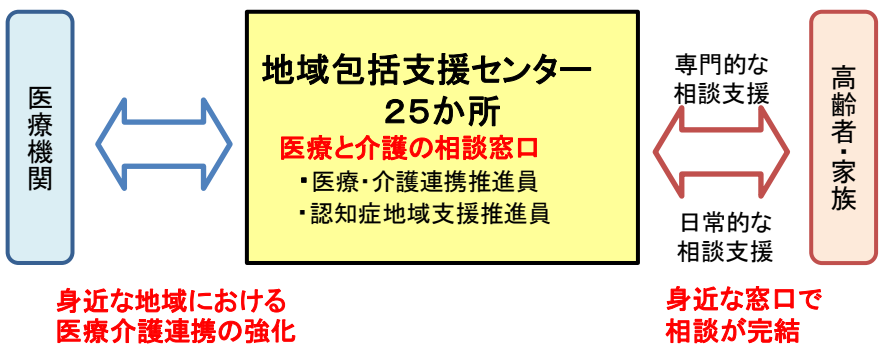 医療機関
地域包括支援センター
25か所
医療と介護の相談窓口
・医療・介護連携推進員
・認知症地域支援推進員
専門的な
相談支援
日常的な
相談支援
高齢者・家族
身近な地域における
医療介護連携の強化
身近な窓口で
相談が完結